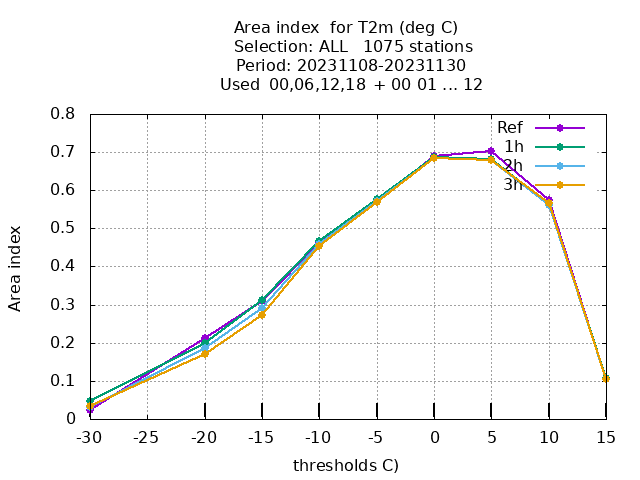 Area index  for T2m (deg C)
Selection: ALL   1075 stations
Period: 20231108-20231130
Used  00,06,12,18  + 00 01 ... 12
0.8
0.7
0.6
0.5
0.4
0.3
0.2
0.1
0
Area index
Ref
1h
2h
3h
-30 -25 -20 -15 -10 -5 0 5 10 15
thresholds C)